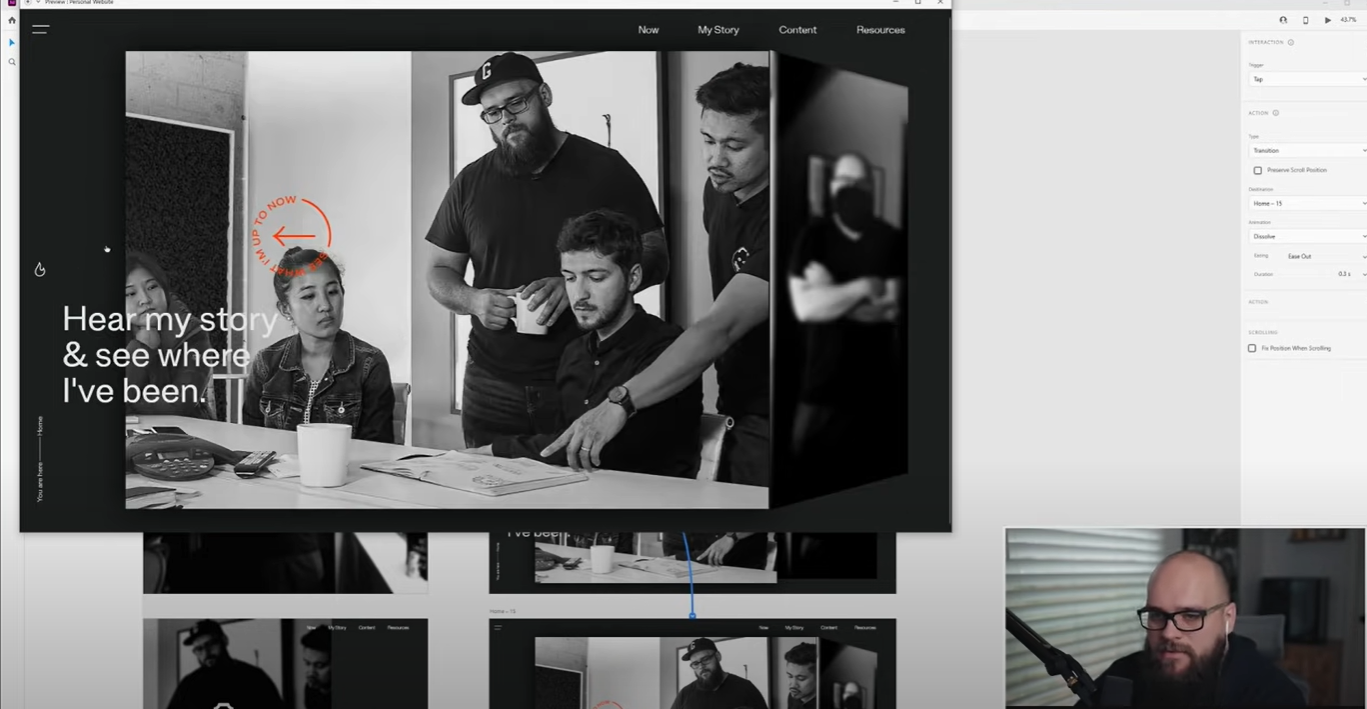 Preview : Personal Website
Now
My Story
Content
Resources
43.7%
INTERACTION
Trigger
Tap
ACTION
Type
Transition
Preserve Scroll Position
Destination
Home – 15
Animation
Dissolve
Easing
Ease Out
Duration
0.3 s
ACTION
SCROLLING
Fix Position When Scrolling
G
SEE WHAT I'M UP TO NOW
Hear my story
& see where
I've been.
You are here
Home
I've been.
Home – 15
Now
My Story
Content
Resources
Now
My Story
Content
Resources